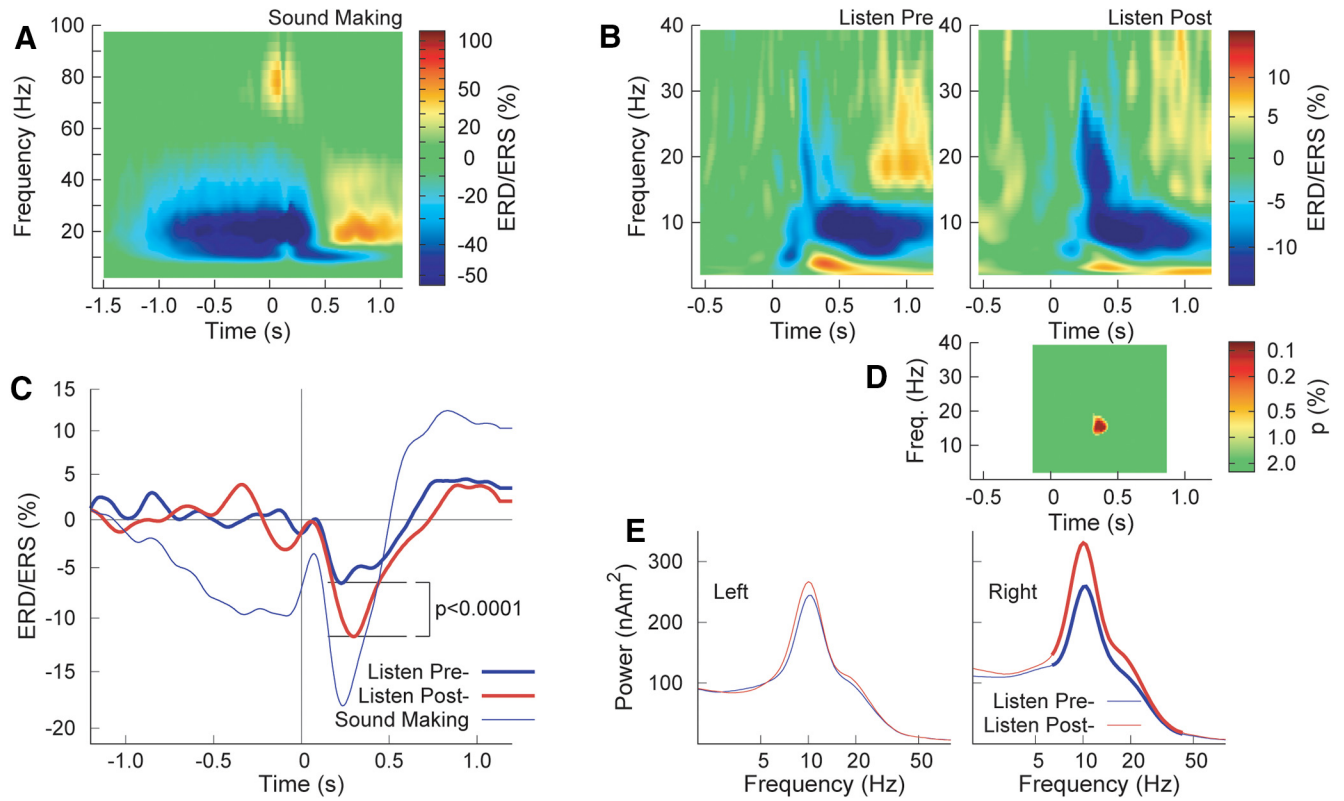 A
Sound Making
Frequency (Hz)
100
80
60
40
20
-1.5 -1.0 -0.5 0 0.5 1.0
Time (s)
100
50
20
0
-20
-40
-50
ERD/ERS (%)
B
Listen Pre
Frequency (Hz)
40
30
20
10
-0.5 0 0.5 1.0
Time (s)
Listen Post
40
30
20
10
-0.5 0 0.5 1.0
Time (s)
10
5
0
-5
-10
ERD/ERS (%)
C
ERD/ERS (%)
15
10
5
0
-5
-10
-15
-20
p<0.0001
Listen Pre-
Listen Post-
Sound Making
-1.0 -0.5 0 0.5 1.0
Time (s)
D
Freq. (Hz)
40
30
20
10
-0.5 0 0.5 1.0
Time (s)
0.1
0.2
0.5
1.0
2.0
p (%)
E
Power (nAm2)
300
200
100
Left
5 10 20 50
Frequency (Hz)
300
200
100
Right
Listen Pre-
Listen Post-
5 10 20 50
Frequency (Hz)